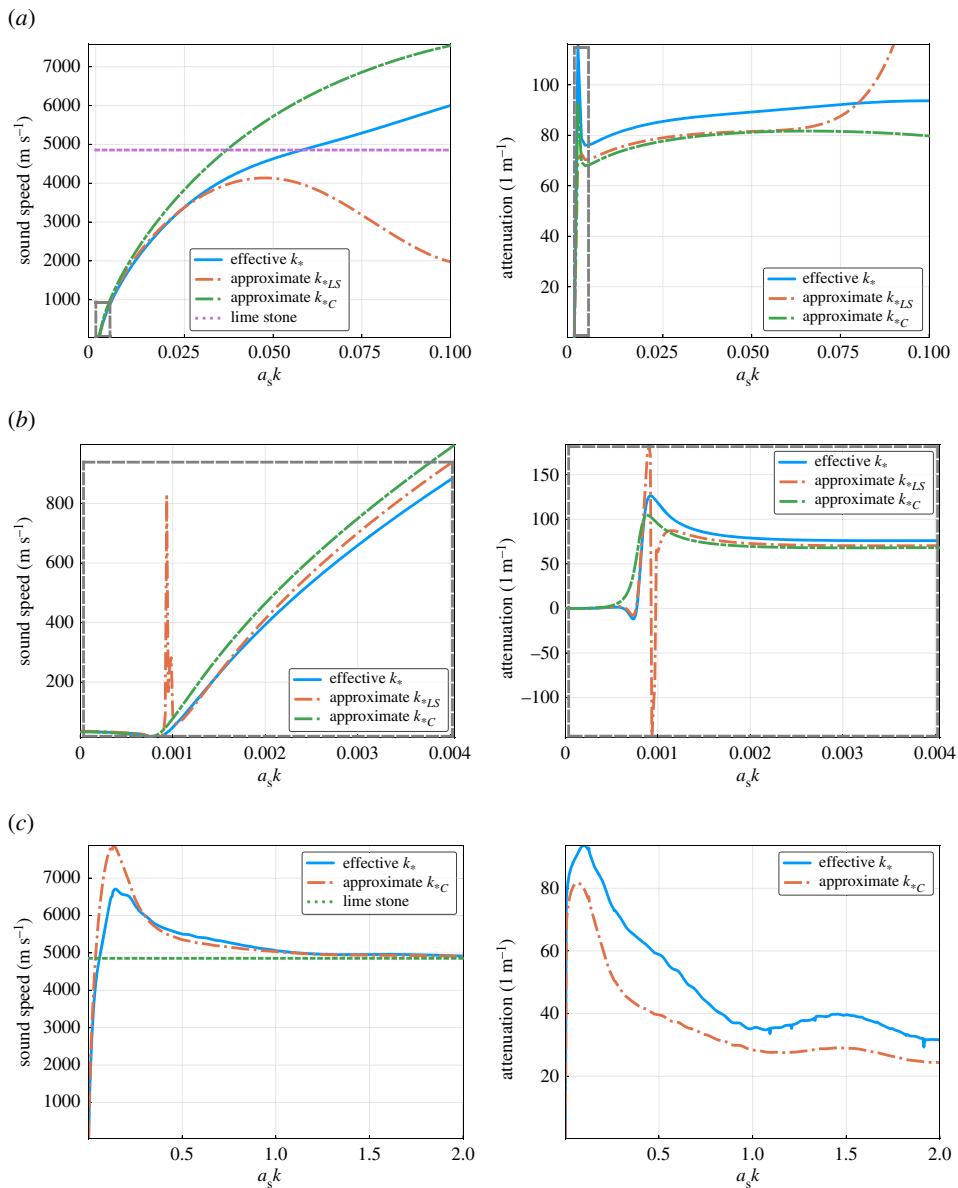 (a)
7000
6000
5000
4000
3000
2000
1000
sound speed (m s⁻¹)
effective k*
approximate k*LS
approximate k*C
lime stone
0
0.025
0.050
0.075
0.100
aₛk
100
80
60
40
20
attenuation (1 m⁻¹)
effective k*
approximate k*LS
approximate k*C
0
0.025
0.050
0.075
0.100
aₛk
(b)
800
600
400
200
sound speed (m s⁻¹)
effective k*
approximate k*LS
approximate k*C
0
0.001
0.002
0.003
0.004
aₛk
150
100
50
0
−50
−100
attenuation (1 m⁻¹)
effective k*
approximate k*LS
approximate k*C
0
0.001
0.002
0.003
0.004
aₛk
(c)
7000
6000
5000
4000
3000
2000
1000
sound speed (m s⁻¹)
effective k*
approximate k*C
lime stone
0.5
1.0
1.5
2.0
aₛk
80
60
40
20
attenuation (1 m⁻¹)
effective k*
approximate k*C
0.5
1.0
1.5
2.0
aₛk